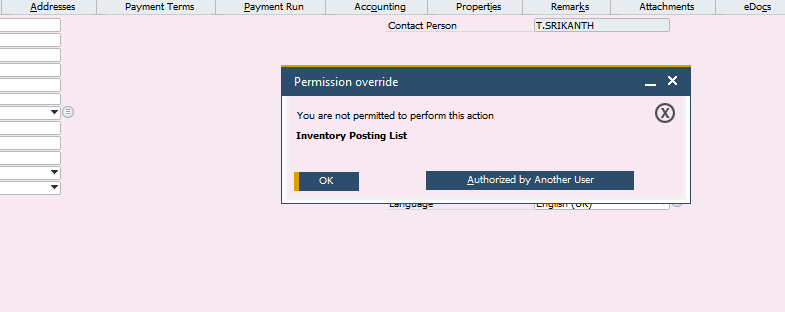 Addresses Payment Terms Payment Run Accounting Properties Remarks Attachments eDocs
Contact Person T.SRIKANTH
Permission override
You are not permitted to perform this action
Inventory Posting List
OK Authorized by Another User
Language English (UK)